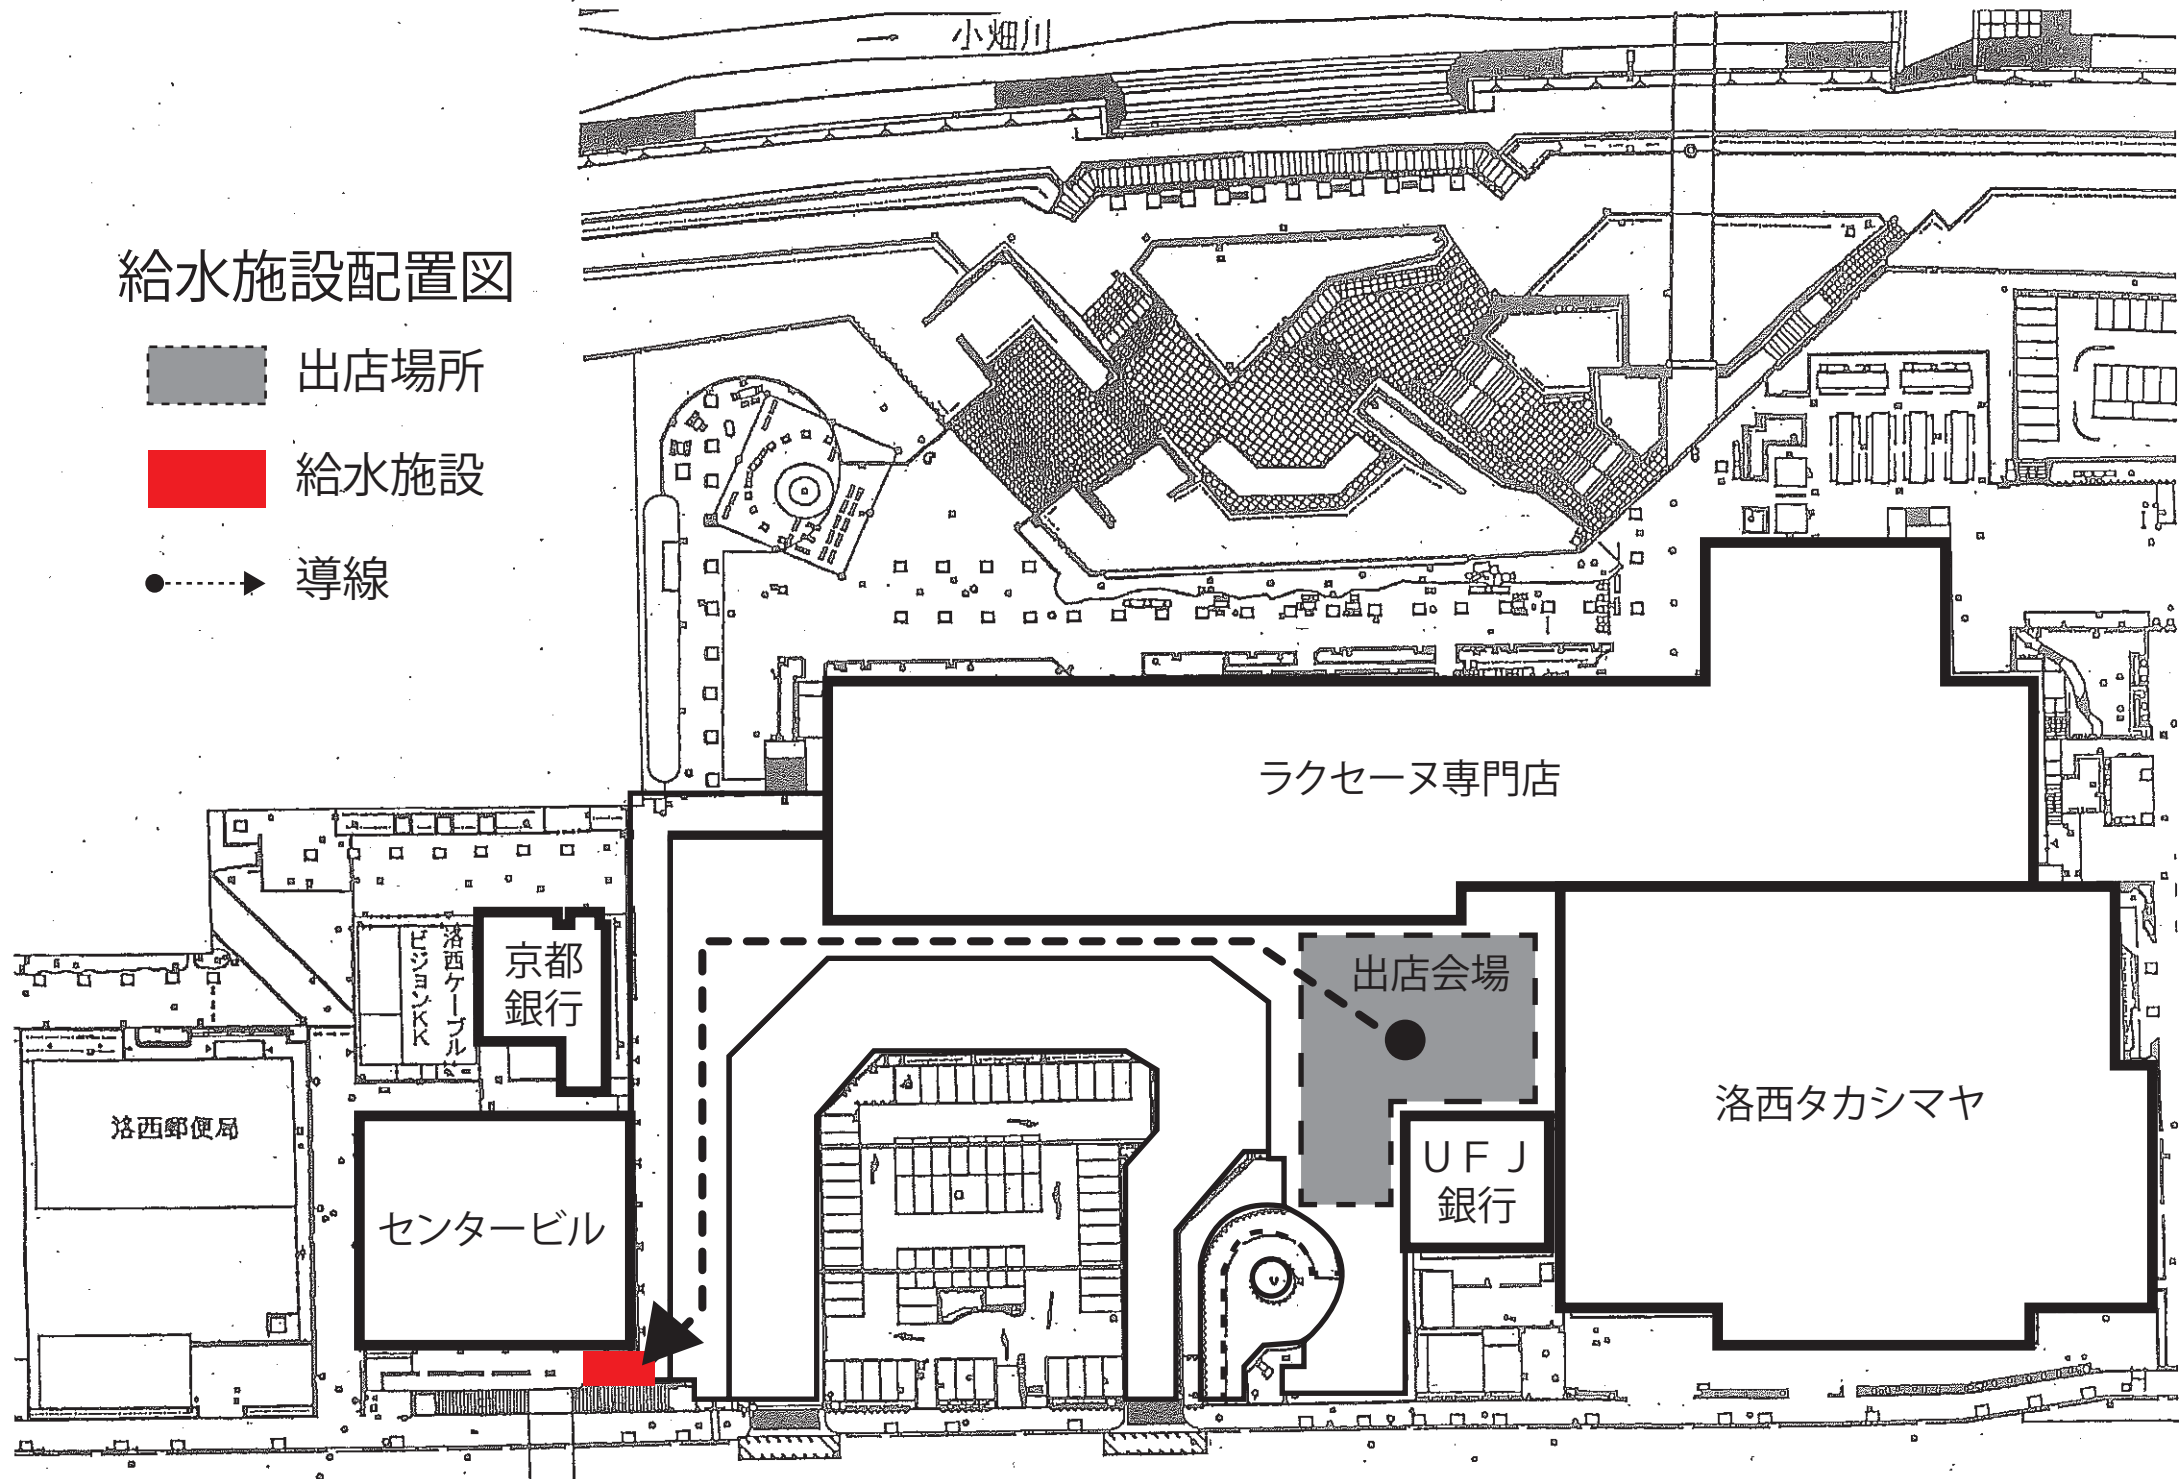 小畑川
給水施設配置図
出店場所
給水施設
導線
ラクセーヌ専門店
京都
銀行
洛西ケーブル
ビジョンKK
出店会場
洛西タカシマヤ
洛西郵便局
UFJ
銀行
センタービル